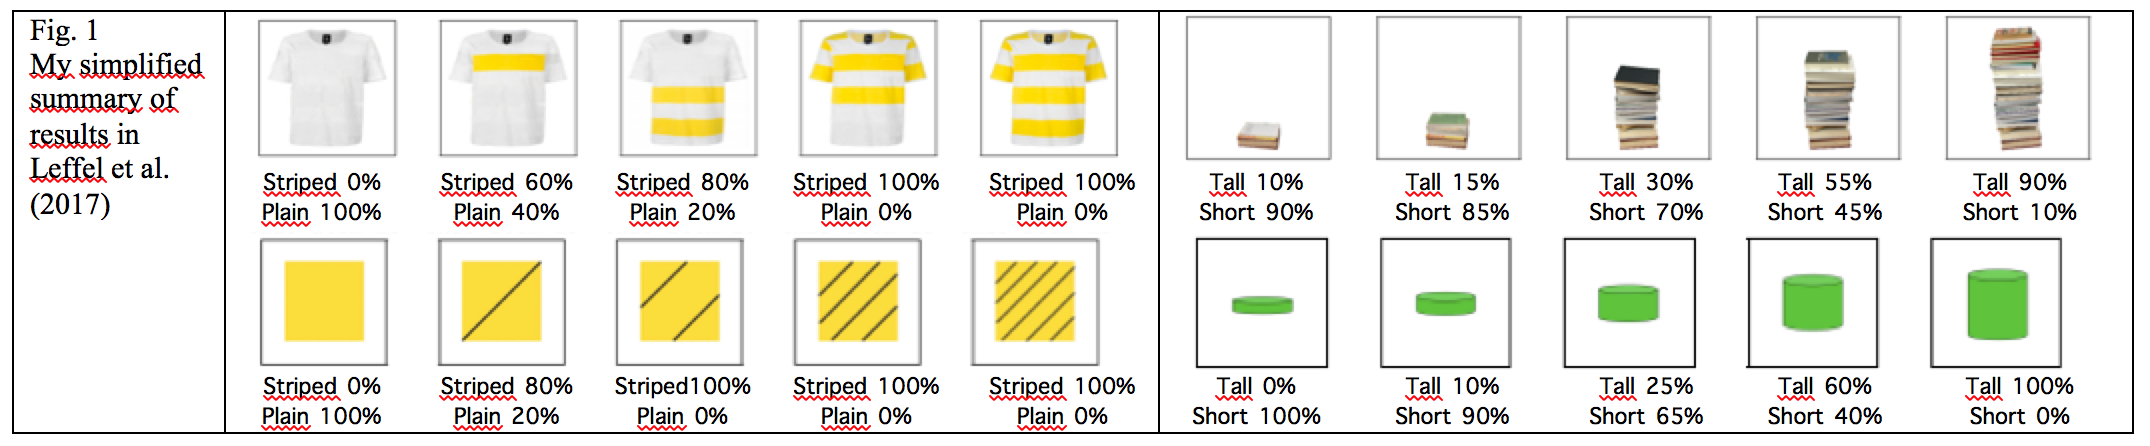 Fig. 1
My simplified
summary of
results in
Leffel et al.
(2017)
Striped 0% Striped 60% Striped 80% Striped 100% Striped 100% Tall 10% Tall 15% Tall 30% Tall 55% Tall 90%
Plain 100% Plain 40% Plain 20% Plain 0% Plain 0% Short 90% Short 85% Short 70% Short 45% Short 10%
Striped 0% Striped 80% Striped100% Striped 100% Striped 100% Tall 0% Tall 10% Tall 25% Tall 60% Tall 100%
Plain 100% Plain 20% Plain 0% Plain 0% Plain 0% Short 100% Short 90% Short 65% Short 40% Short 0%